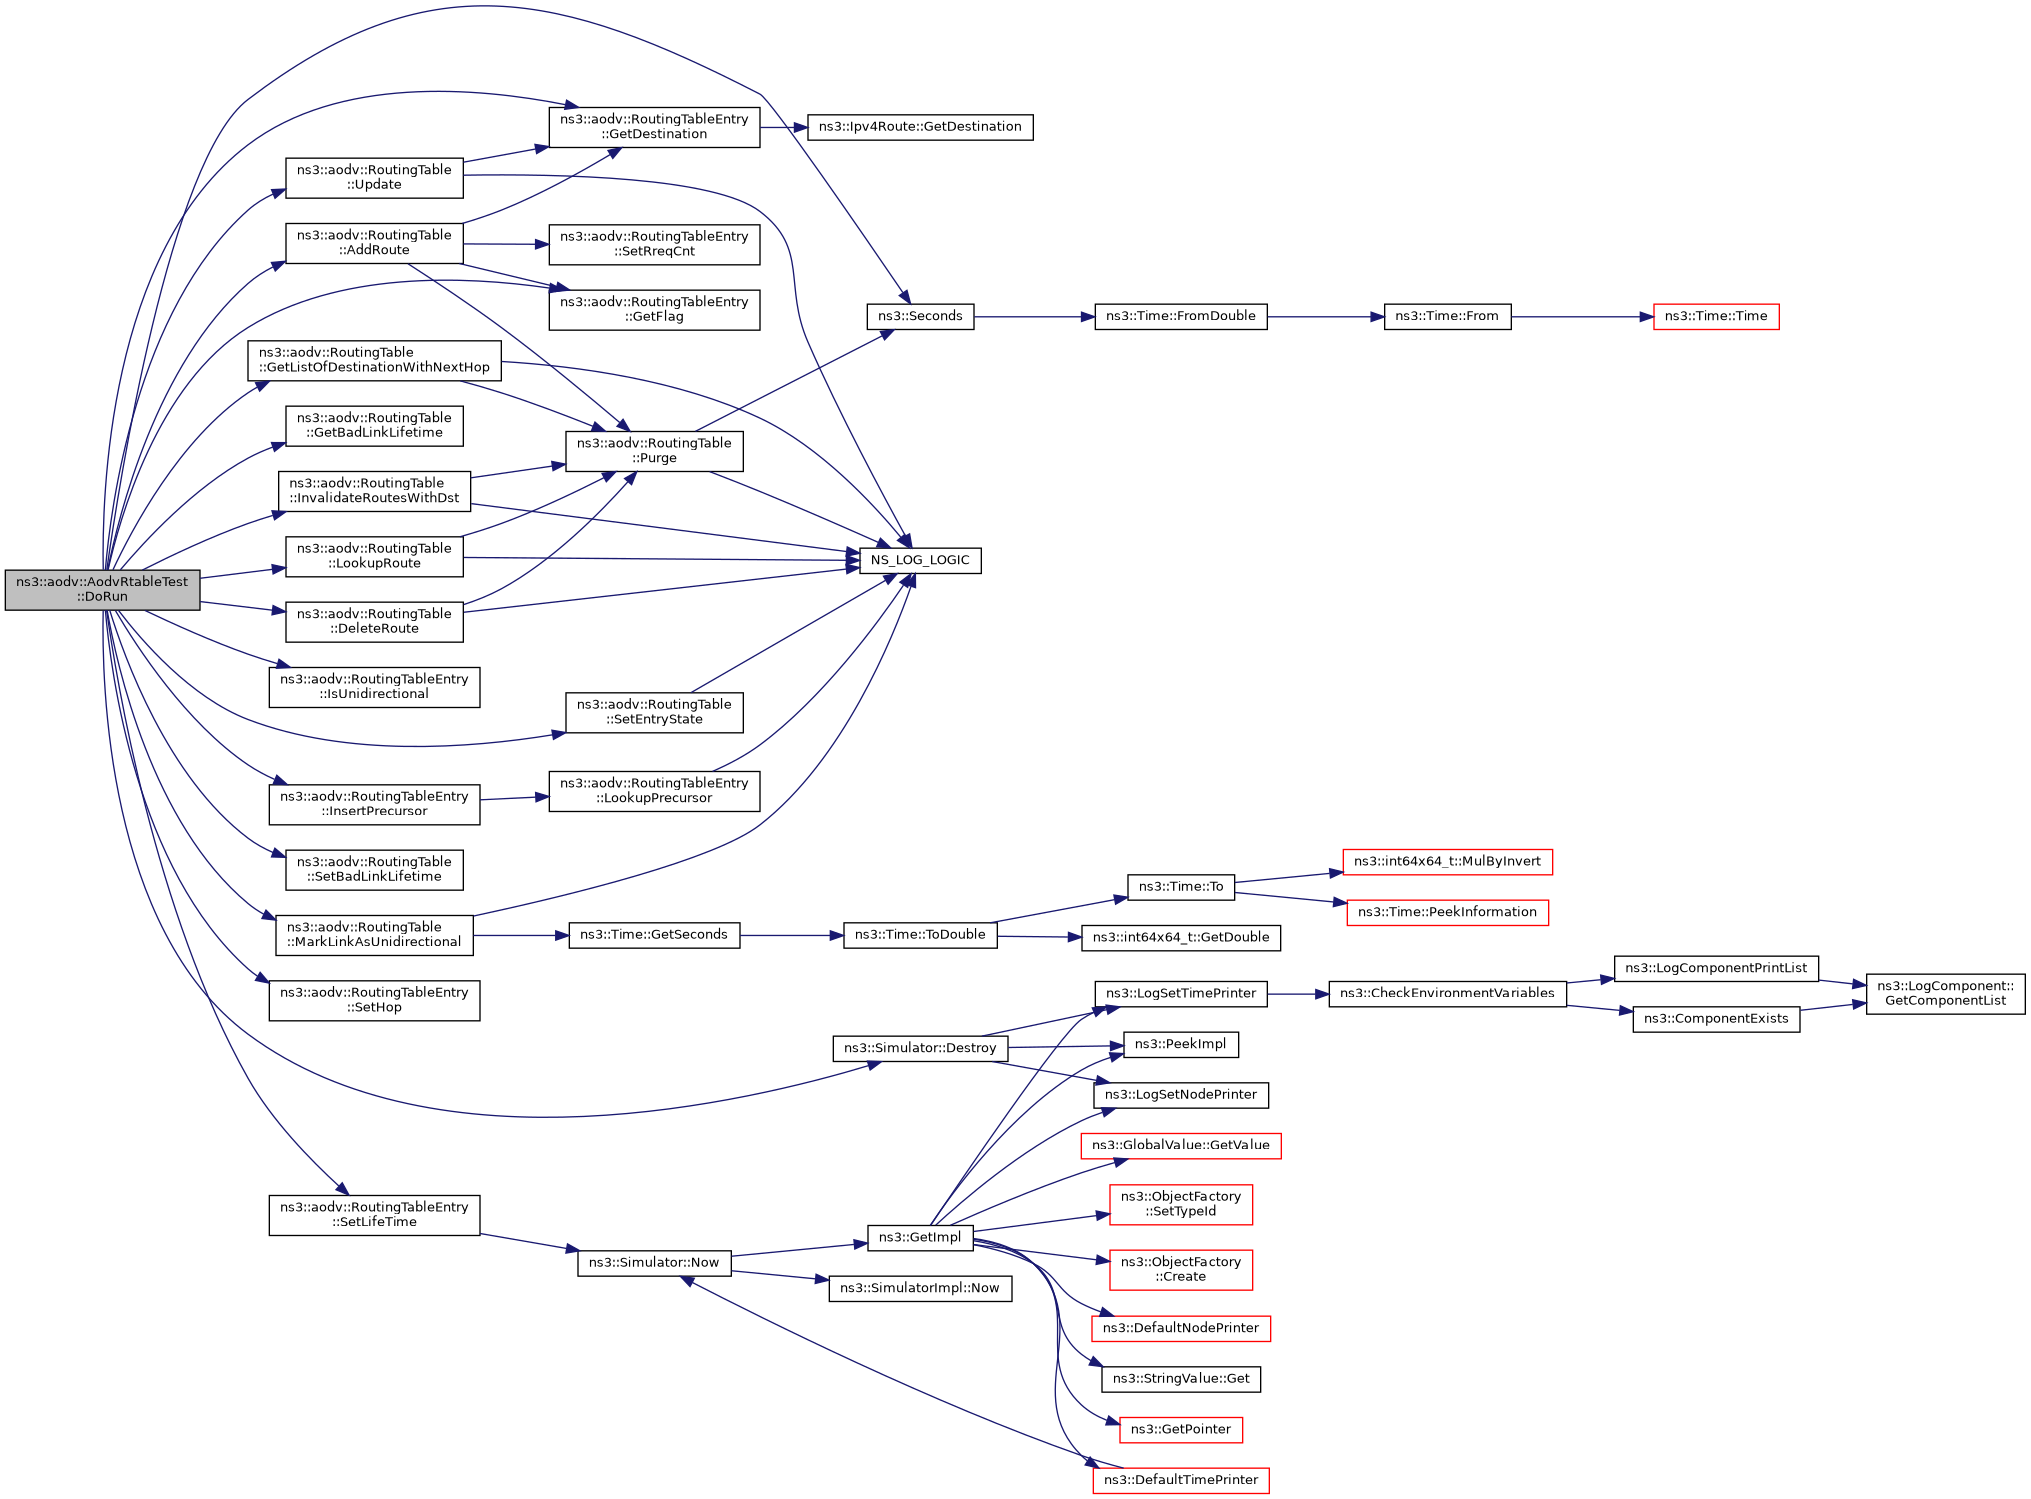 ns3::aodv::AodvRtableTest
::DoRun
ns3::aodv::RoutingTableEntry
::GetDestination
ns3::Ipv4Route::GetDestination
ns3::aodv::RoutingTable
::Update
ns3::aodv::RoutingTable
::AddRoute
ns3::aodv::RoutingTableEntry
::SetRreqCnt
ns3::aodv::RoutingTableEntry
::GetFlag
ns3::Seconds
ns3::Time::FromDouble
ns3::Time::From
ns3::Time::Time
ns3::aodv::RoutingTable
::GetListOfDestinationWithNextHop
ns3::aodv::RoutingTable
::GetBadLinkLifetime
ns3::aodv::RoutingTable
::Purge
ns3::aodv::RoutingTable
::InvalidateRoutesWithDst
ns3::aodv::RoutingTable
::LookupRoute
NS_LOG_LOGIC
ns3::aodv::RoutingTable
::DeleteRoute
ns3::aodv::RoutingTableEntry
::IsUnidirectional
ns3::aodv::RoutingTable
::SetEntryState
ns3::aodv::RoutingTableEntry
::InsertPrecursor
ns3::aodv::RoutingTableEntry
::LookupPrecursor
ns3::aodv::RoutingTable
::SetBadLinkLifetime
ns3::aodv::RoutingTable
::MarkLinkAsUnidirectional
ns3::Time::GetSeconds
ns3::Time::ToDouble
ns3::Time::To
ns3::int64x64_t::MulByInvert
ns3::Time::PeekInformation
ns3::int64x64_t::GetDouble
ns3::aodv::RoutingTableEntry
::SetHop
ns3::Simulator::Destroy
ns3::LogSetTimePrinter
ns3::CheckEnvironmentVariables
ns3::LogComponentPrintList
ns3::ComponentExists
ns3::LogComponent::
GetComponentList
ns3::PeekImpl
ns3::LogSetNodePrinter
ns3::GlobalValue::GetValue
ns3::ObjectFactory
::SetTypeId
ns3::aodv::RoutingTableEntry
::SetLifeTime
ns3::Simulator::Now
ns3::GetImpl
ns3::SimulatorImpl::Now
ns3::ObjectFactory
::Create
ns3::DefaultNodePrinter
ns3::StringValue::Get
ns3::GetPointer
ns3::DefaultTimePrinter